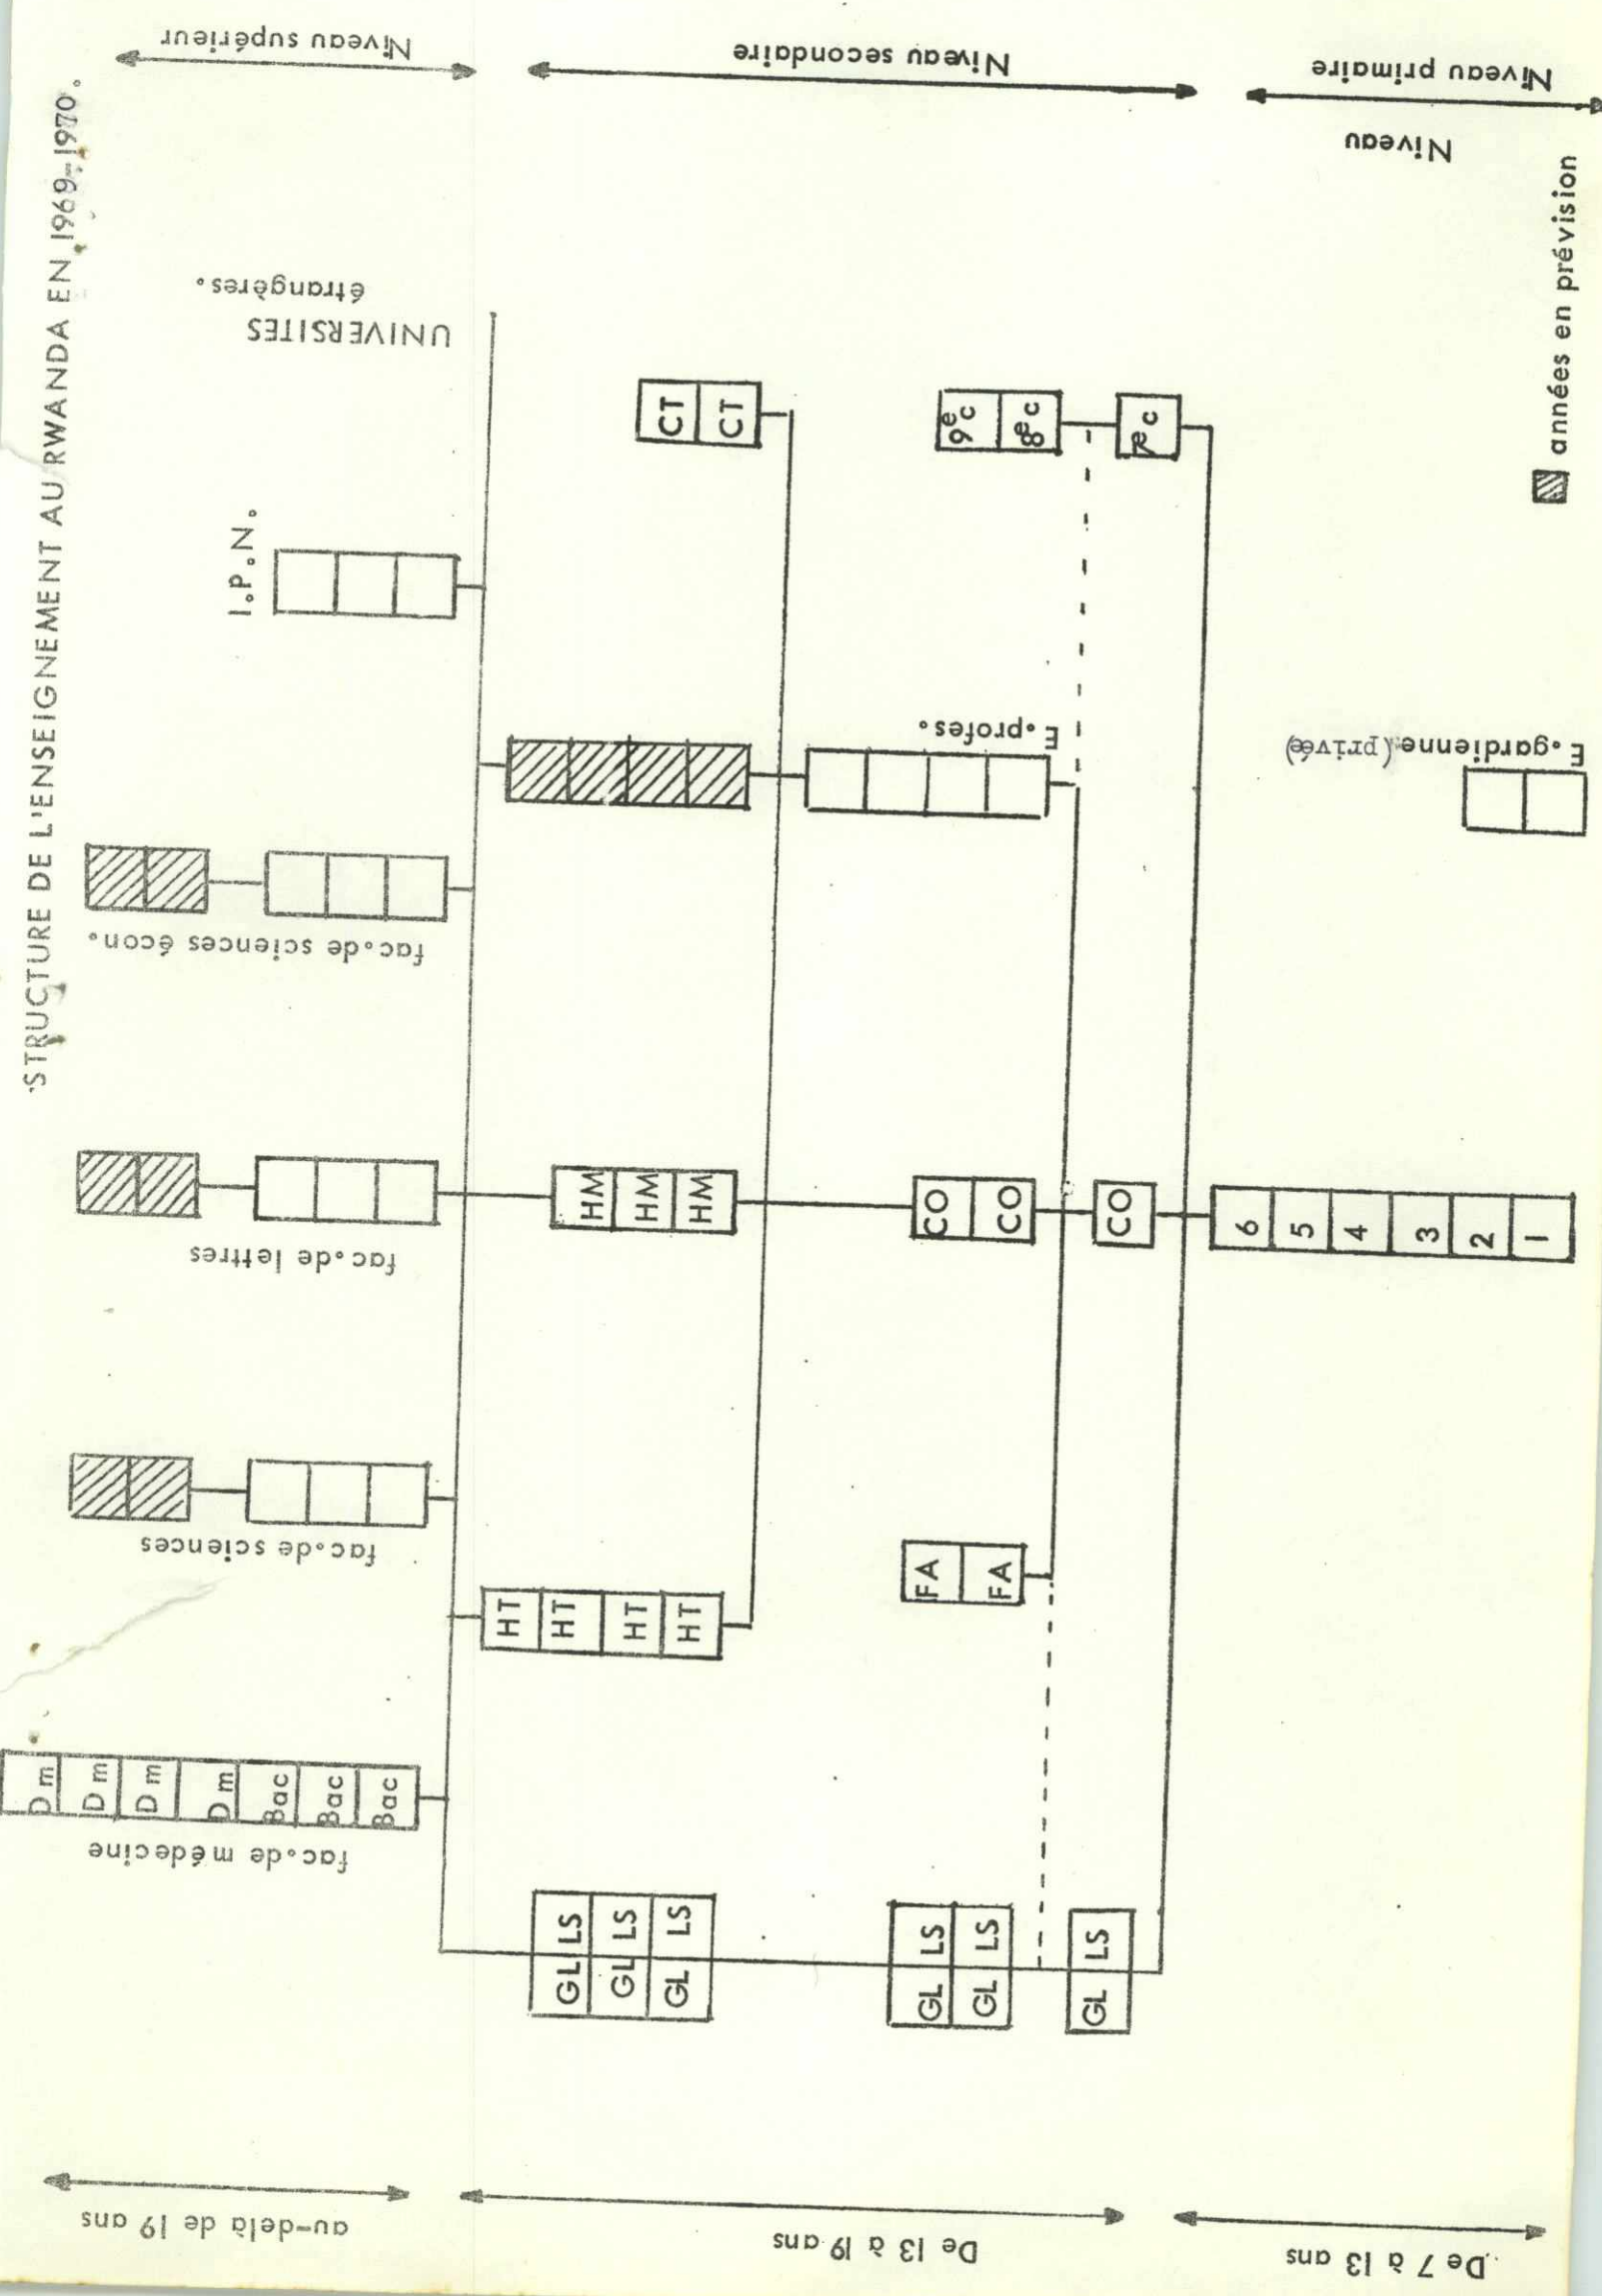 STRUCTURE DE L'ENSEIGNEMENT AU RWANDA EN 1969-1970.
Niveau supérieur
Niveau secondaire
Niveau primaire
Niveau
UNIVERSITES
étrangères.
I.P.N.
fac.de sciences écon.
fac.de lettres
fac.de sciences
fac.de médecine
Dm
Dm
Dm
Dm
Bac
Bac
Bac
CT
CT
HM
HM
HM
HT
HT
HT
HT
GL LS
GL LS
GL LS
E.profes.
9e c
8e c
7e c
CO
CO
CO
FA
FA
GL LS
GL LS
GL LS
6
5
4
3
2
1
E.gardienne (privée)
années en prévision
au-delà de 19 ans
De 13 à 19 ans
De 7 à 13 ans